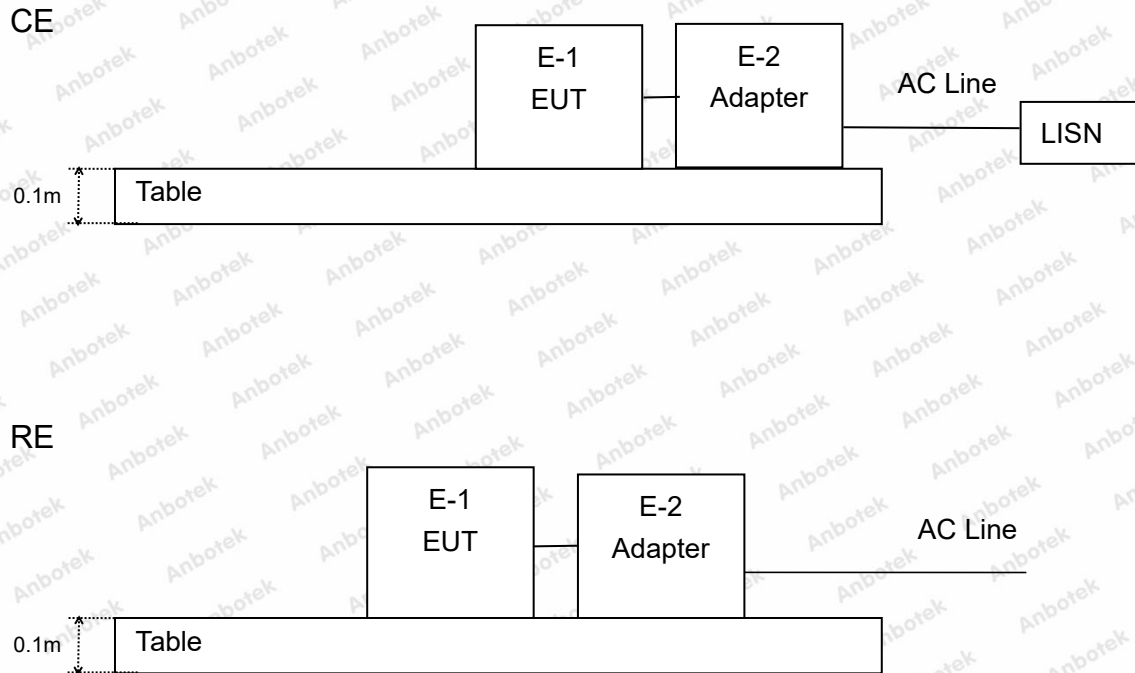 CE
E-1
EUT
E-2
Adapter
AC Line
LISN
0.1m
Table
RE
E-1
EUT
E-2
Adapter
AC Line
0.1m
Table
Anbotek